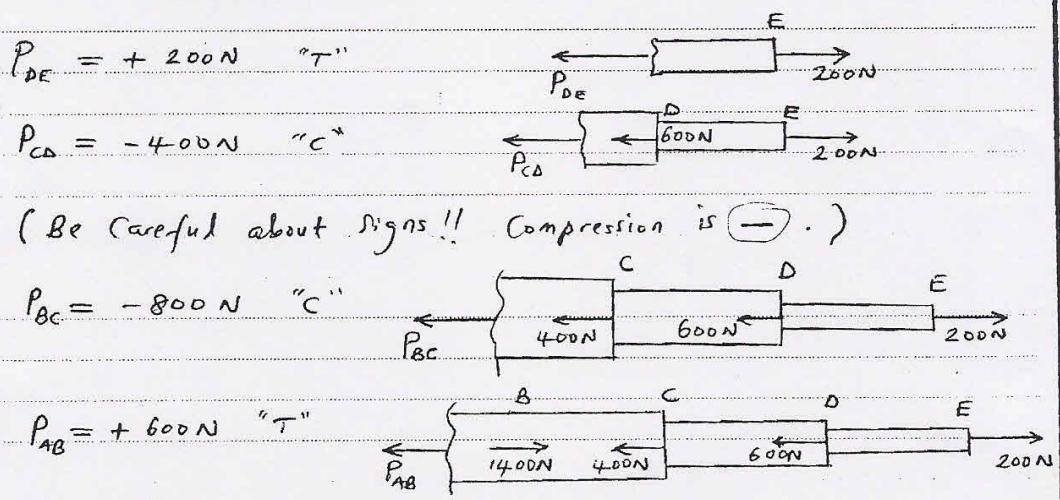 E
P_DE = + 200N "T"
P_DE 200N
D E
P_CD = -400N "C" 600N
P_CD 200N
(Be Careful about Signs!! Compression is (—).)
C D E
P_BC = -800N "C"
P_BC 400N 600N 200N
B C D E
P_AB = + 600N "T"
P_AB 1400N 400N 600N 200N